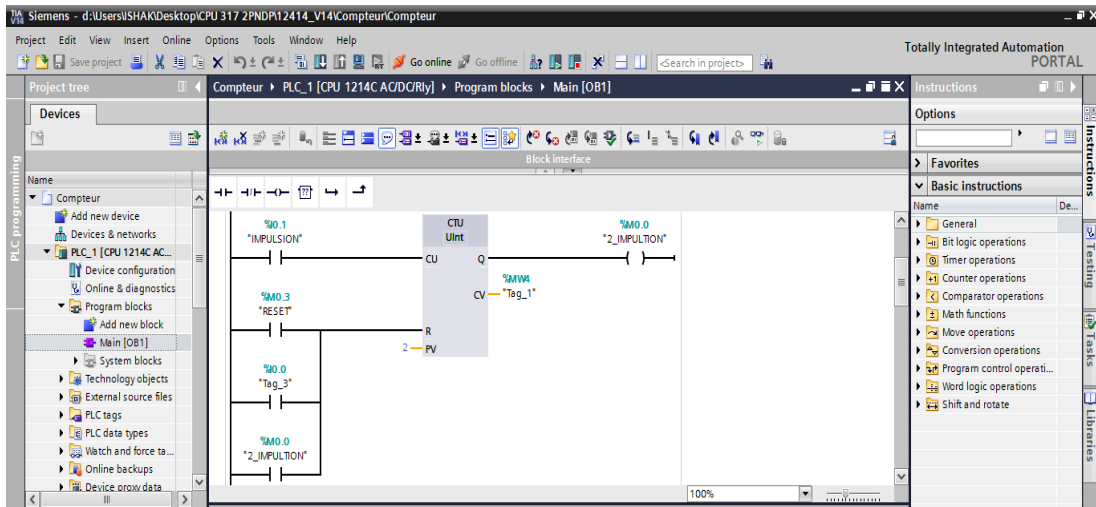 TIA V14 Siemens - d:\Users\ISHAK\Desktop\CPU 317 2PNDP\12414_V14\Compteur\Compteur
Project Edit View Insert Online Options Tools Window Help
Totally Integrated Automation
PORTAL
Save project Go online Go offline <Search in project>
Project tree
Compteur PLC_1 [CPU 1214C AC/DC/Rly] Program blocks Main [OB1]
Instructions
Devices
Options
Block interface
Favorites
Basic instructions
Name De...
General
Bit logic operations
Timer operations
Counter operations
Comparator operations
Math functions
Move operations
Conversion operations
Program control operati...
Word logic operations
Shift and rotate
PLC programming
Name
Compteur
Add new device
Devices & networks
PLC_1 [CPU 1214C AC...
Device configuration
Online & diagnostics
Program blocks
Add new block
Main [OB1]
System blocks
Technology objects
External source files
PLC tags
PLC data types
Watch and force ta...
Online backups
Device proxy data
%I0.1
"IMPULSION"
CTU
UInt
%M0.0
"2_IMPULTION"
CU Q
%MW4
CV "Tag_1"
%M0.3
"RESET"
R
2 PV
%I0.0
"Tag_3"
%M0.0
"2_IMPULTION"
100%
Instructions
Testing
Tasks
Libraries